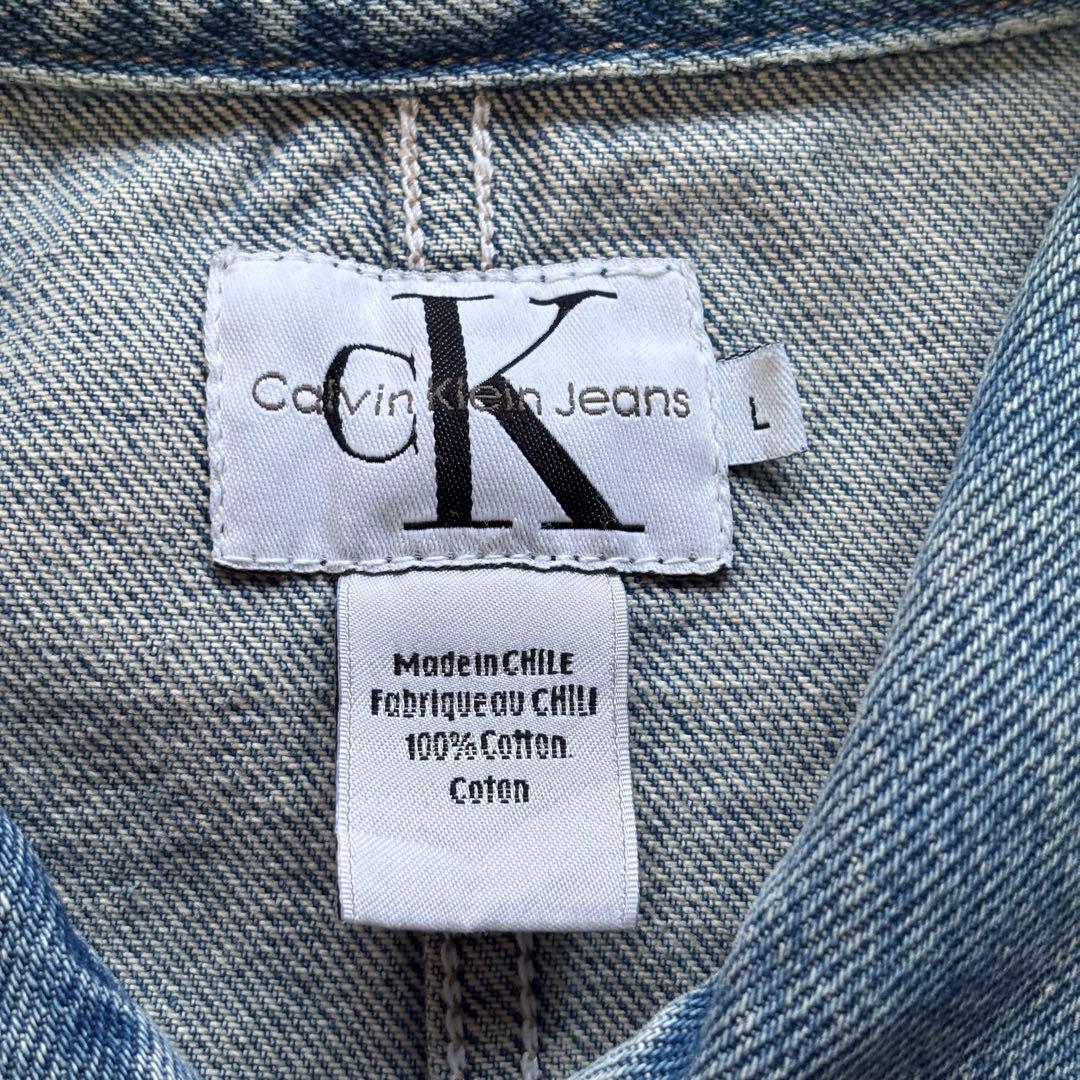 CK
Calvin Klein Jeans
L
Made in CHILE
Fabrique au CHILI
100% Cotton
Coton